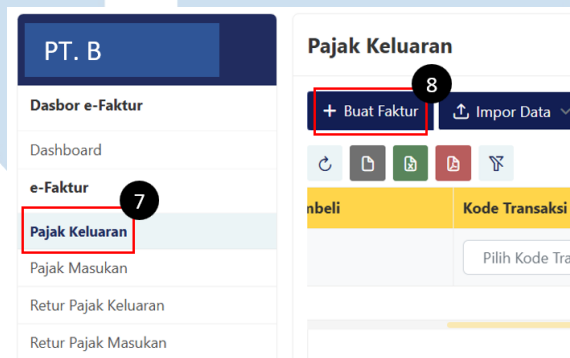 PT. B
Dasbor e-Faktur
Dashboard
e-Faktur
7
Pajak Keluaran
Pajak Masukan
Retur Pajak Keluaran
Retur Pajak Masukan
Pajak Keluaran
8
+ Buat Faktur
Impor Data
mbeli
Kode Transaksi
Pilih Kode Tra